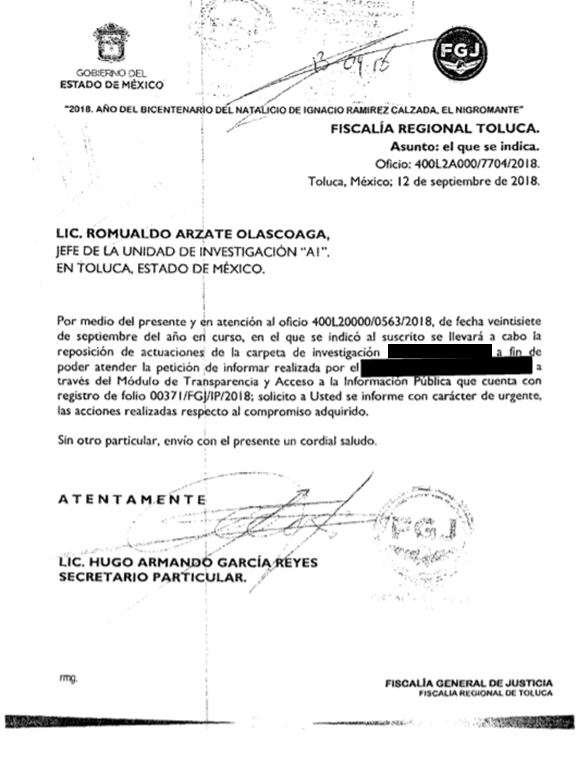 13-09-18
FGJ
GOBIERNO DEL
ESTADO DE MÉXICO
"2018. AÑO DEL BICENTENARIO DEL NATALICIO DE IGNACIO RAMIREZ CALZADA, EL NIGROMANTE"
FISCALÍA REGIONAL TOLUCA.
Asunto: el que se indica.
Oficio: 400L2A000/7704/2018.
Toluca, México; 12 de septiembre de 2018.
LIC. ROMUALDO ARZATE OLASCOAGA,
JEFE DE LA UNIDAD DE INVESTIGACIÓN "A1".
EN TOLUCA, ESTADO DE MÉXICO.
Por medio del presente y en atención al oficio 400L20000/0563/2018, de fecha veintisiete
de septiembre del año en curso, en el que se indicó al suscrito se llevará a cabo la
reposición de actuaciones de la carpeta de investigación a fin de
poder atender la petición de informar realizada por el a
través del Módulo de Transparencia y Acceso a la Información Pública que cuenta con
registro de folio 00371/FGJ/IP/2018; solicito a Usted se informe con carácter de urgente,
las acciones realizadas respecto al compromiso adquirido.
Sin otro particular, envío con el presente un cordial saludo.
ATENTAMENTE
FGJ
LIC. HUGO ARMANDO GARCÍA REYES
SECRETARIO PARTICULAR.
rmg.
FISCALÍA GENERAL DE JUSTICIA
FISCALÍA REGIONAL DE TOLUCA